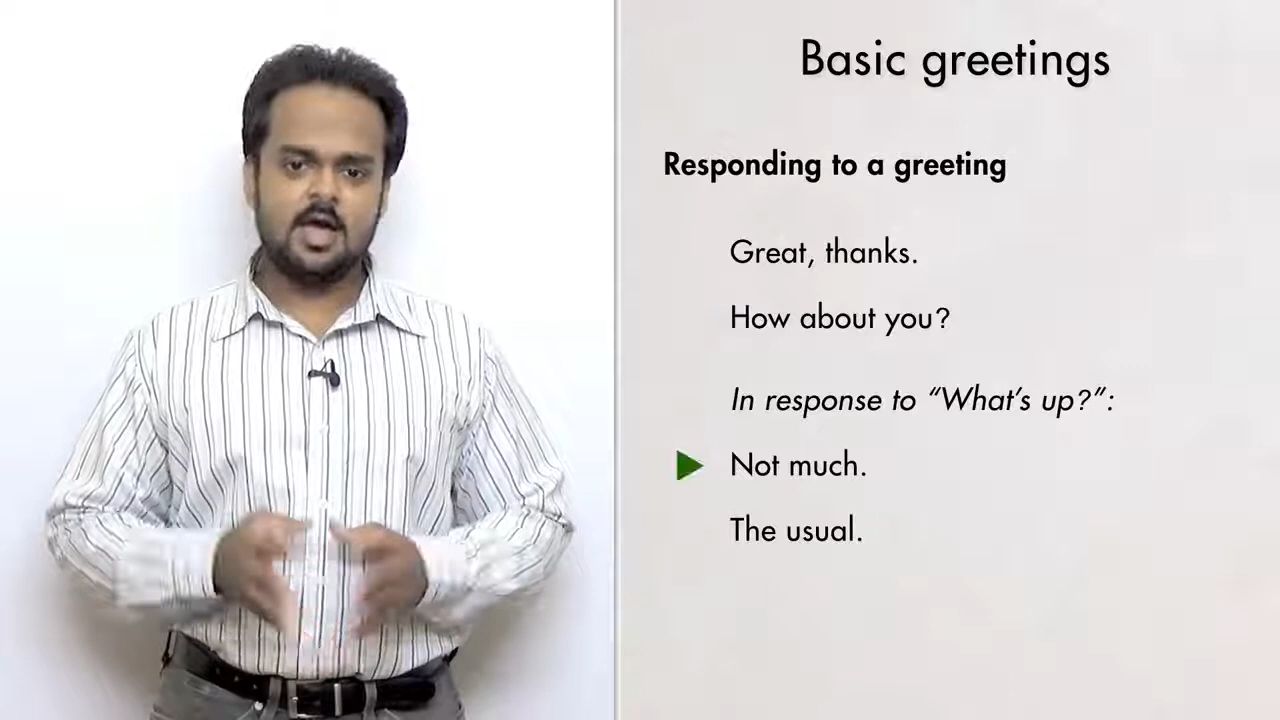 Basic greetings
Responding to a greeting
Great, thanks.
How about you?
In response to “What’s up?”:
Not much.
The usual.